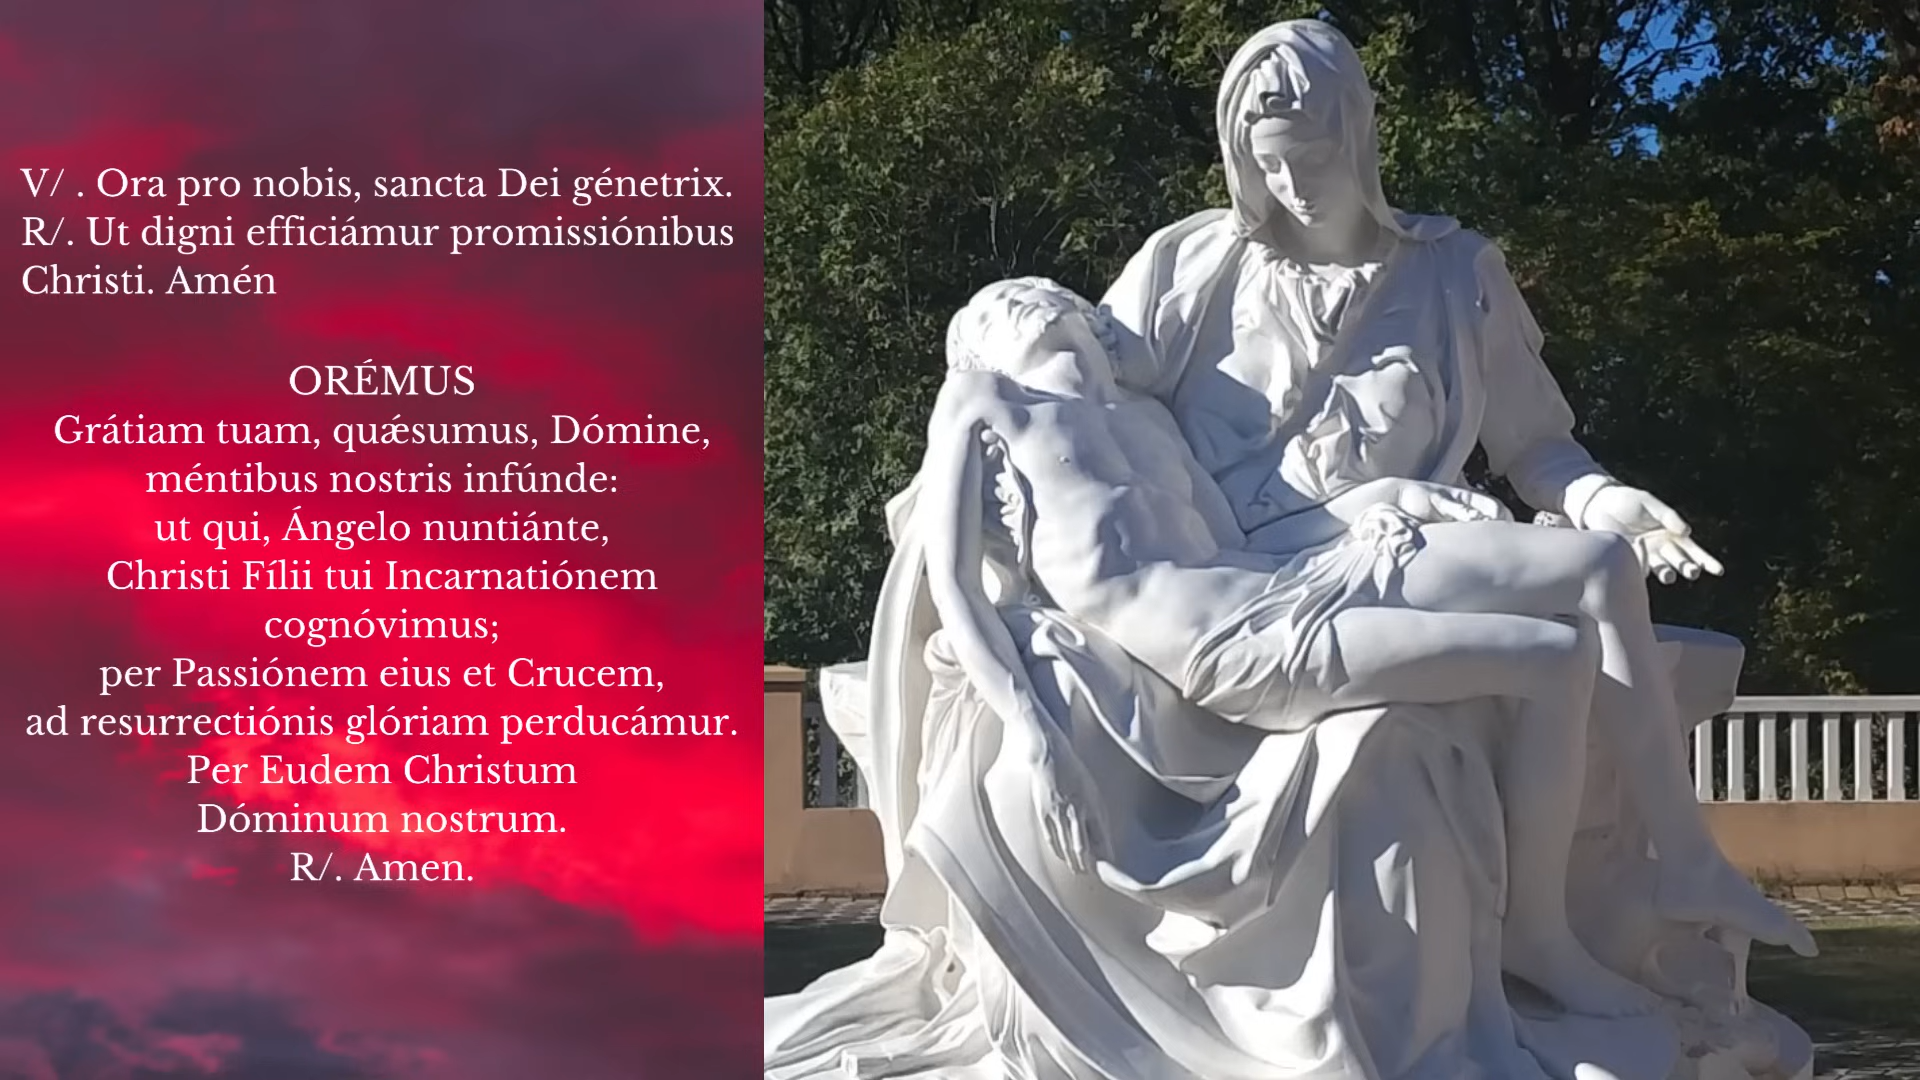 V/ . Ora pro nobis, sancta Dei génetrix.
R/. Ut digni efficiámur promissiónibus
Christi. Amén
ORÉMUS
Grátiam tuam, quǽsumus, Dómine,
méntibus nostris infúnde:
ut qui, Ángelo nuntiánte,
Christi Fílii tui Incarnatiónem
cognóvimus;
per Passiónem eius et Crucem,
ad resurrectiónis glóriam perducámur.
Per Eudem Christum
Dóminum nostrum.
R/. Amen.